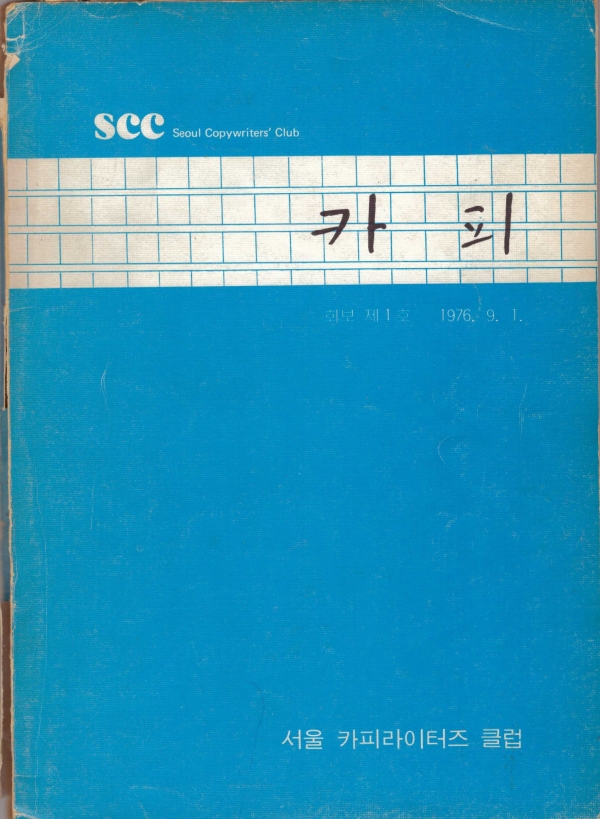 scc Seoul Copywriters' Club
카 피
회보 제1호 1976. 9. 1.
서울 카피라이터즈 클럽